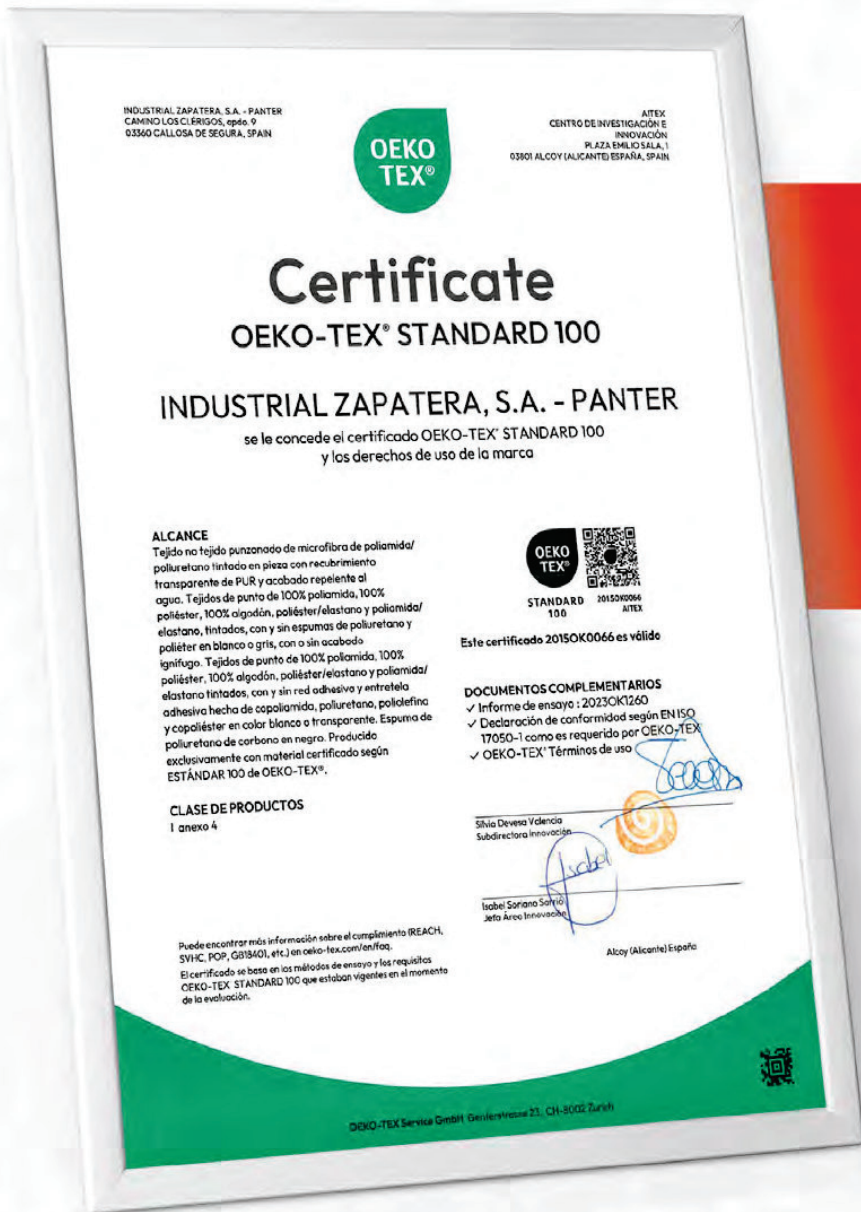 INDUSTRIAL ZAPATERA, S.A. - PANTER
CAMINO LOS CLÉRIGOS, apdo. 9
03360 CALLOSA DE SEGURA, SPAIN
OEKO
TEX®
AITEX
CENTRO DE INVESTIGACIÓN E
INNOVACIÓN
PLAZA EMILIO SALA, 1
03801 ALCOY (ALICANTE) ESPAÑA, SPAIN
Certificate
OEKO-TEX® STANDARD 100
INDUSTRIAL ZAPATERA, S.A. - PANTER
se le concede el certificado OEKO-TEX® STANDARD 100
y los derechos de uso de la marca
ALCANCE
Tejido no tejido punzonado de microfibra de poliamida/
poliuretano tintado en pieza con recubrimiento
transparente de PUR y acabado repelente al
agua. Tejidos de punto de 100% poliamida, 100%
poliéster, 100% algodón, poliéster/elastano y poliamida/
elastano, tintados, con y sin espumas de poliuretano y
poliéter en blanco o gris, con o sin acabado
ignífugo. Tejidos de punto de 100% poliamida, 100%
poliéster, 100% algodón, poliéster/elastano y poliamida/
elastano tintados, con y sin red adhesiva y entretela
adhesiva hecha de copoliamida, poliuretano, poliolefina
y copoliéster en color blanco o transparente. Espuma de
poliuretano de carbono en negro. Producido
exclusivamente con material certificado según
ESTÁNDAR 100 de OEKO-TEX®.
CLASE DE PRODUCTOS
I anexo 4
OEKO
TEX®
STANDARD
100
2015OK0066
AITEX
Este certificado 2015OK0066 es válido
DOCUMENTOS COMPLEMENTARIOS
✓ Informe de ensayo : 2023OK1260
✓ Declaración de conformidad según EN ISO
17050-1 como es requerido por OEKO-TEX
✓ OEKO-TEX® Términos de uso
Silvia Devesa Valencia
Subdirectora Innovación
Isabel
Isabel Soriano Sarrió
Jefa Área Innovación
Alcoy (Alicante) España
Puede encontrar más información sobre el cumplimiento (REACH,
SVHC, POP, GB18401, etc.) en oeko-tex.com/en/faq.
El certificado se basa en los métodos de ensayo y los requisitos
OEKO-TEX STANDARD 100 que estaban vigentes en el momento
de la evaluación.
OEKO-TEX Service GmbH Genferstrasse 23, CH-8002 Zurich